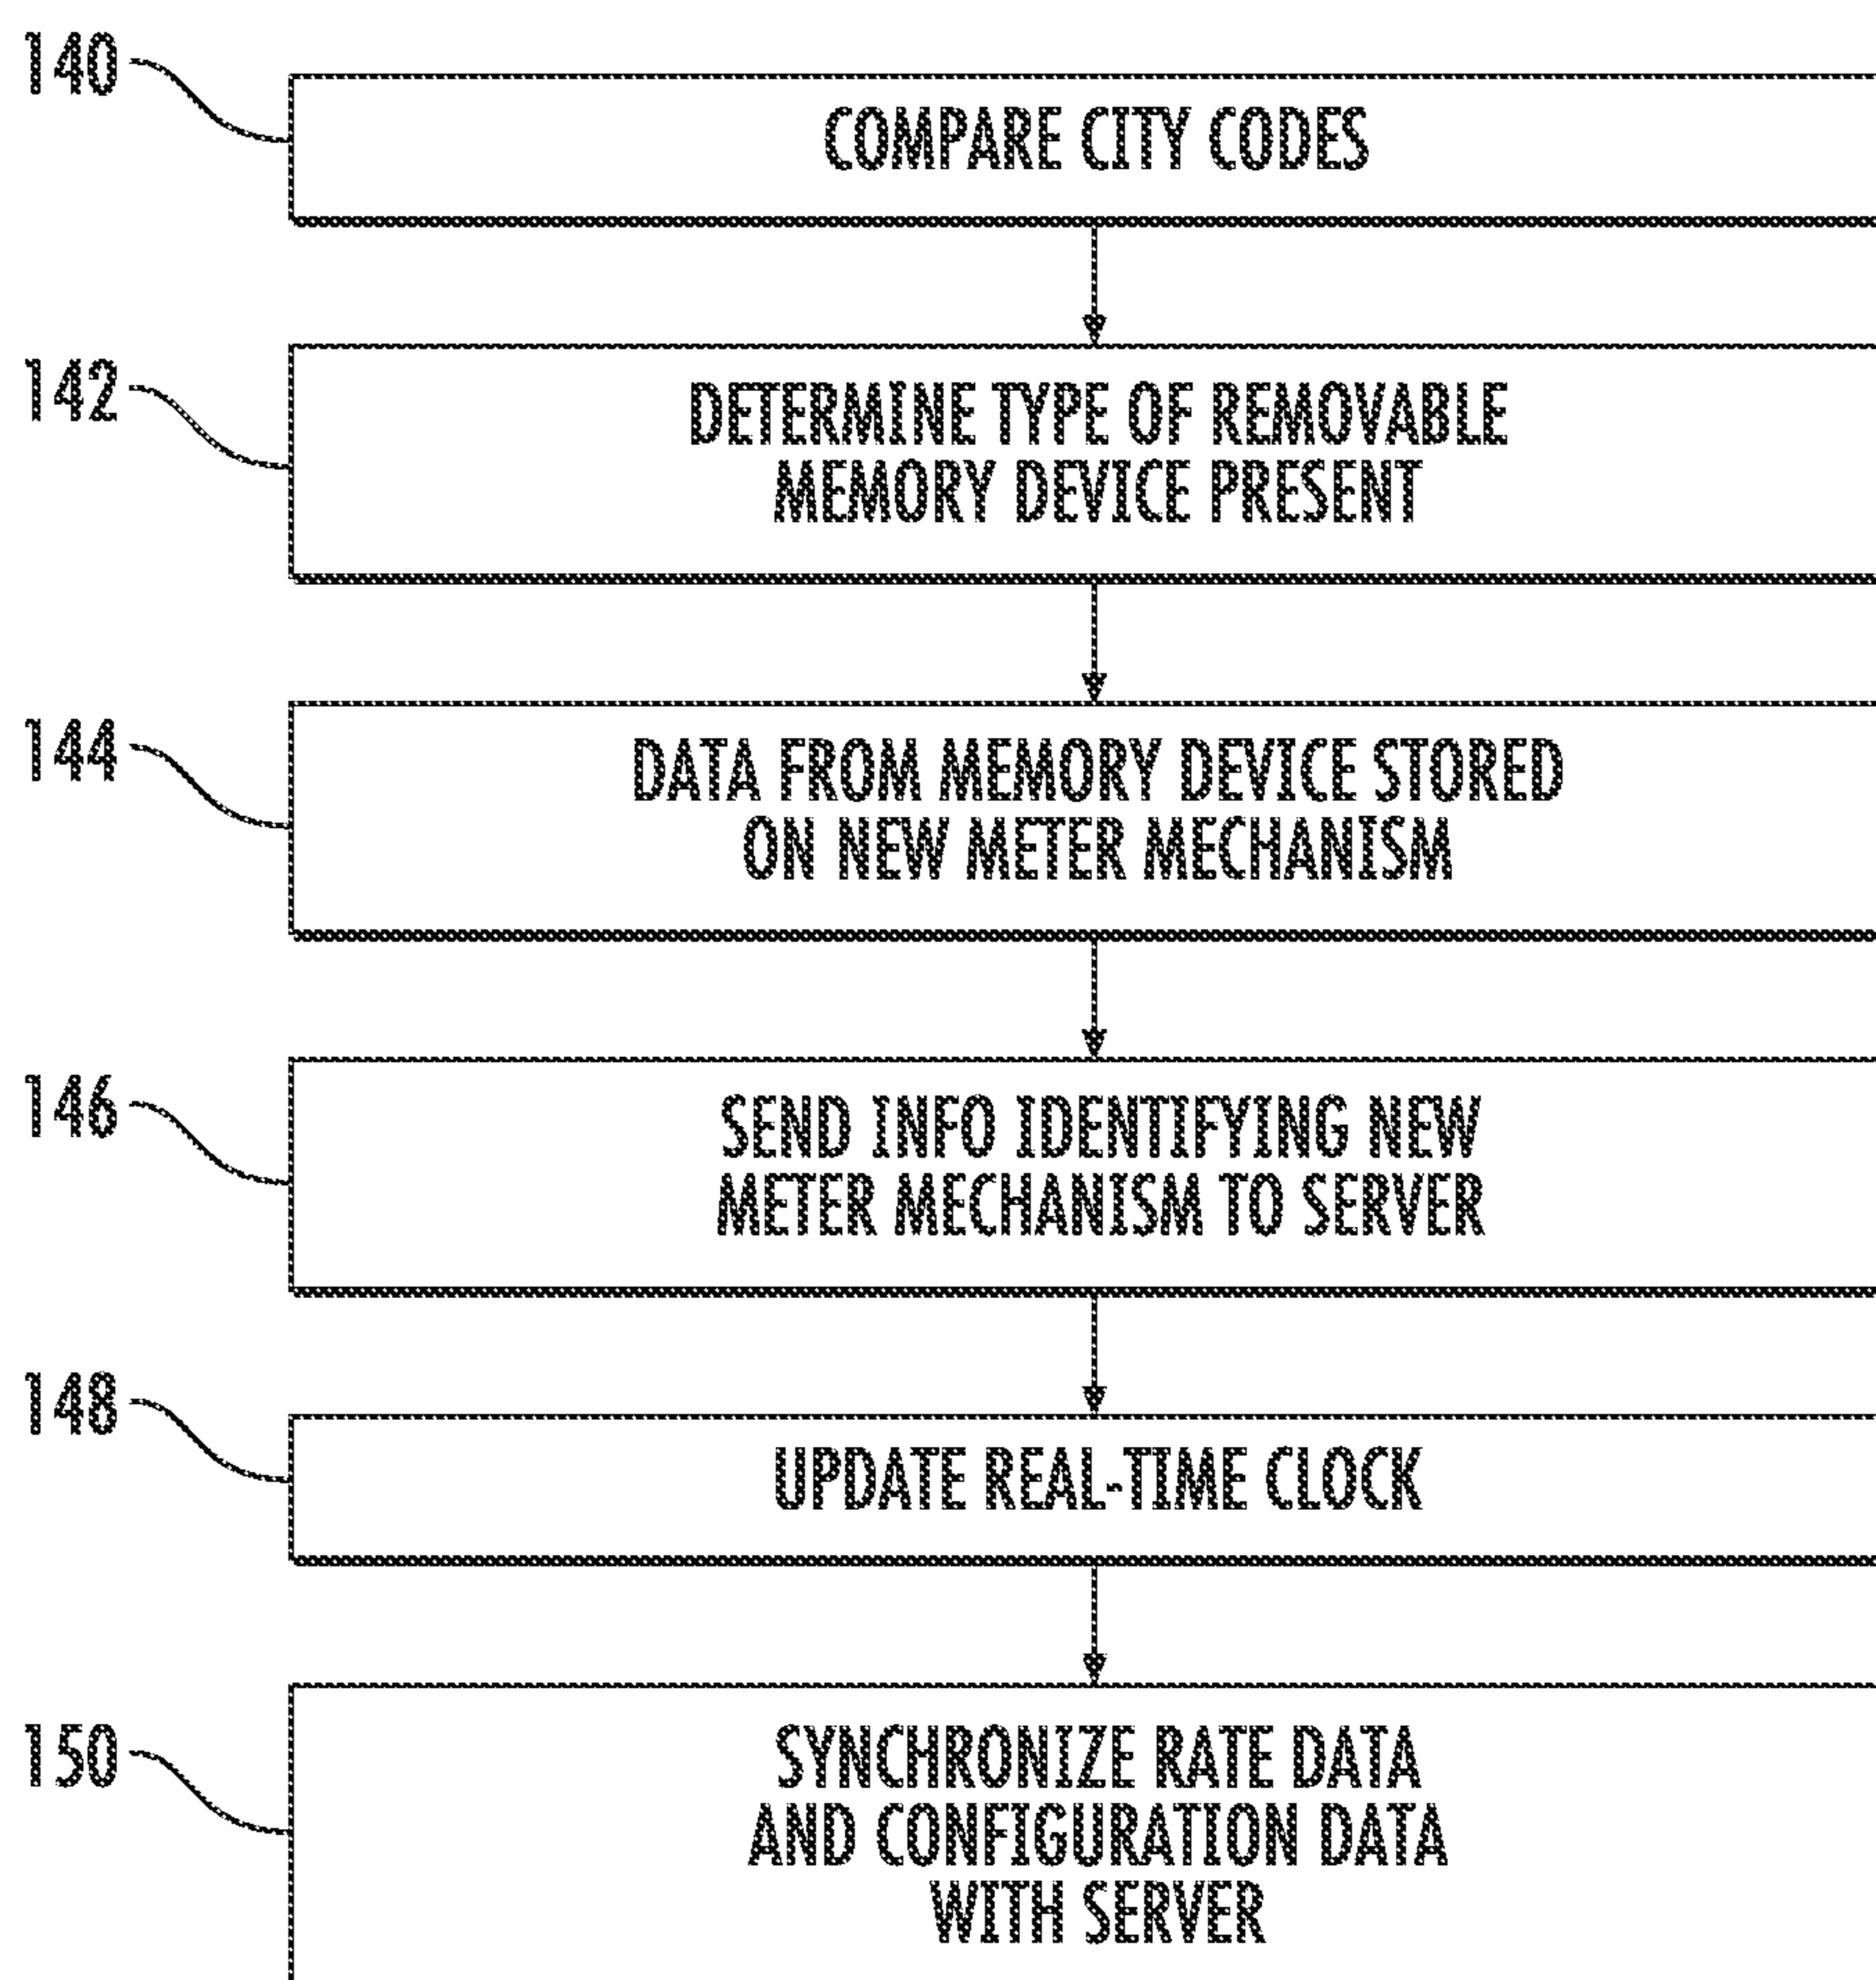 140
COMPARE CITY CODES
142
DETERMINE TYPE OF REMOVABLE
MEMORY DEVICE PRESENT
144
DATA FROM MEMORY DEVICE STORED
ON NEW METER MECHANISM
146
SEND INFO IDENTIFYING NEW
METER MECHANISM TO SERVER
148
UPDATE REAL-TIME CLOCK
150
SYNCHRONIZE RATE DATA
AND CONFIGURATION DATA
WITH SERVER